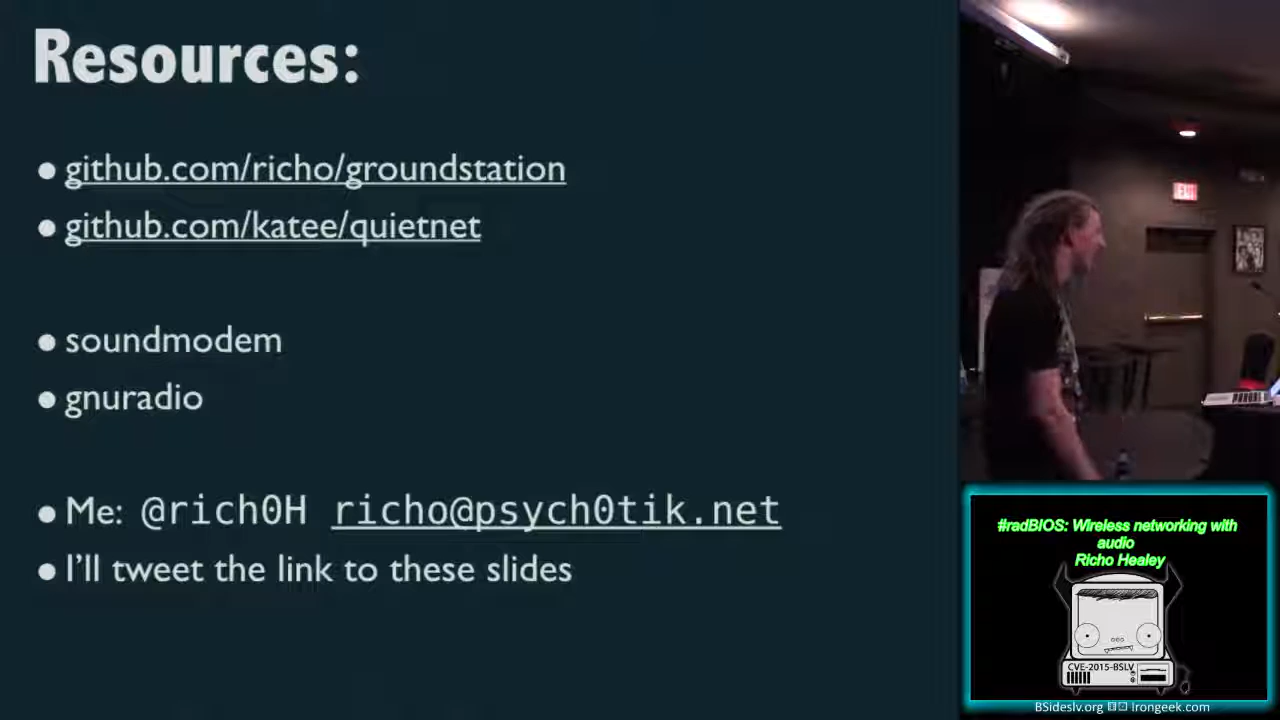 Resources:
github.com/richo/groundstation
github.com/katee/quietnet
soundmodem
gnuradio
Me: @rich0H richo@psych0tik.net
I'll tweet the link to these slides
EXIT
#radBIOS: Wireless networking with
audio
Richo Healey
CVE-2015-BSLV
BSideslv.org Irongeek.com